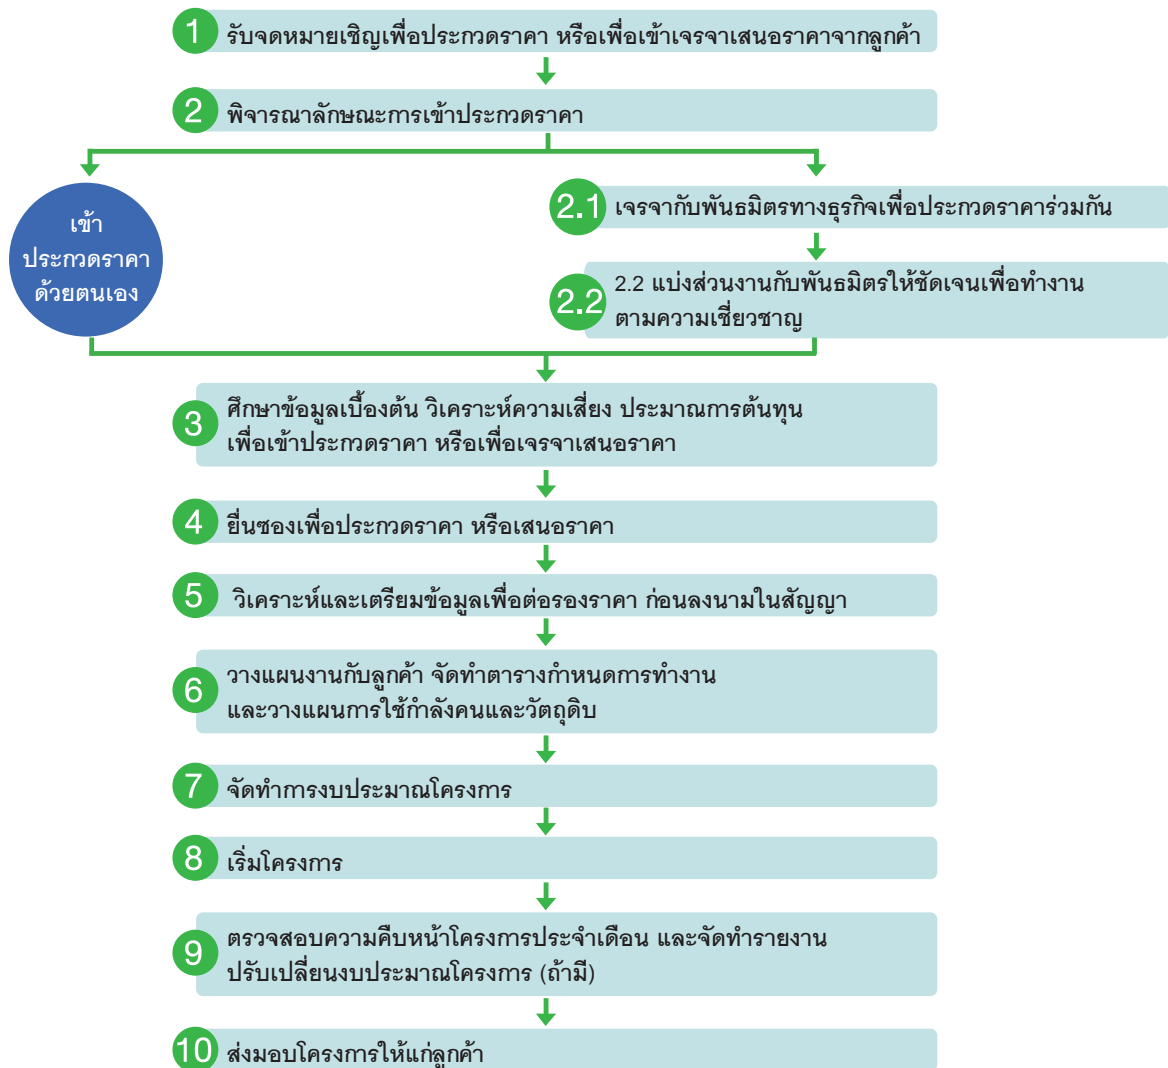 1 รับจดหมายเชิญเพื่อประกวดราคา หรือเพื่อเข้าเจรจาเสนอราคาจากลูกค้า
2 พิจารณาลักษณะการเข้าประกวดราคา
เข้า
ประกวดราคา
ด้วยตนเอง
2.1 เจรจากับพันธมิตรทางธุรกิจเพื่อประกวดราคาร่วมกัน
2.2 2.2 แบ่งส่วนงานกับพันธมิตรให้ชัดเจนเพื่อทำงาน
ตามความเชี่ยวชาญ
3 ศึกษาข้อมูลเบื้องต้น วิเคราะห์ความเสี่ยง ประมาณการต้นทุน
เพื่อเข้าประกวดราคา หรือเพื่อเจรจาเสนอราคา
4 ยื่นซองเพื่อประกวดราคา หรือเสนอราคา
5 วิเคราะห์และเตรียมข้อมูลเพื่อต่อรองราคา ก่อนลงนามในสัญญา
6 วางแผนงานกับลูกค้า จัดทำตารางกำหนดการทำงาน
และวางแผนการใช้กำลังคนและวัตถุดิบ
7 จัดทำการงบประมาณโครงการ
8 เริ่มโครงการ
9 ตรวจสอบความคืบหน้าโครงการประจำเดือน และจัดทำรายงาน
ปรับเปลี่ยนงบประมาณโครงการ (ถ้ามี)
10 ส่งมอบโครงการให้แก่ลูกค้า